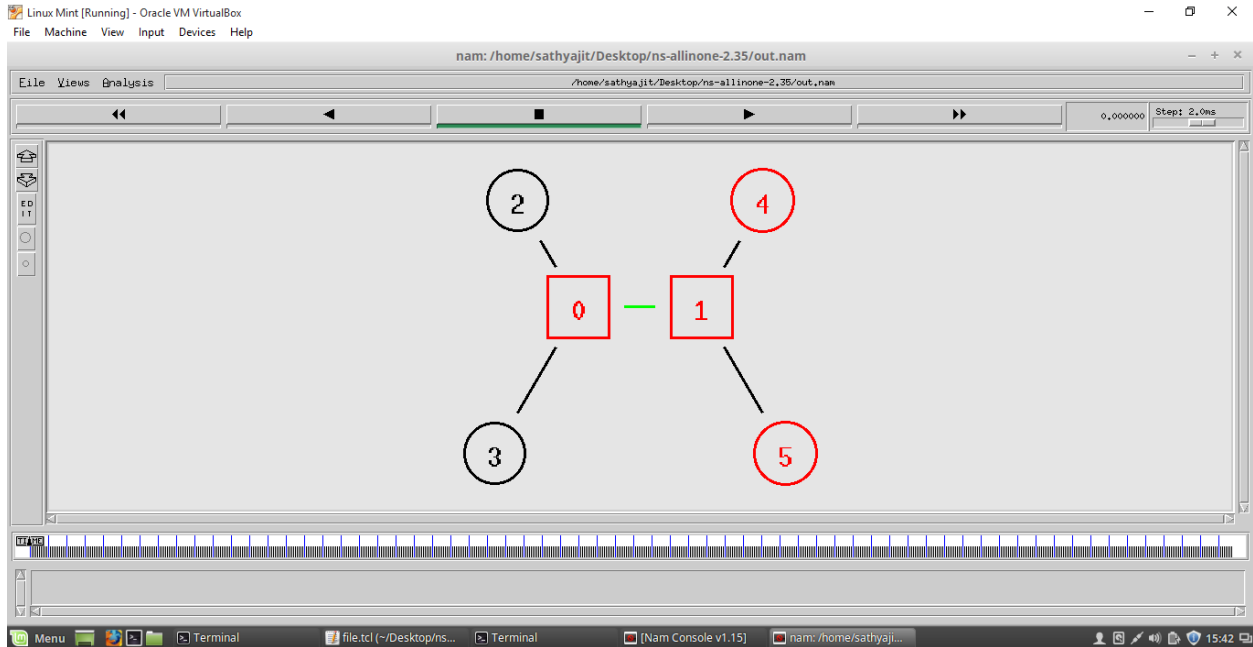 Linux Mint [Running] - Oracle VM VirtualBox
File Machine View Input Devices Help
nam: /home/sathyajit/Desktop/ns-allinone-2.35/out.nam
File Views Analysis /home/sathyajit/Desktop/ns-allinone-2.35/out.nam
0.000000 Step: 2.0ms
ED
IT
2 4
0 1
3 5
TIME
Menu Terminal file.tcl (~/Desktop/ns... Terminal [Nam Console v1.15] nam: /home/sathyaji... 15:42